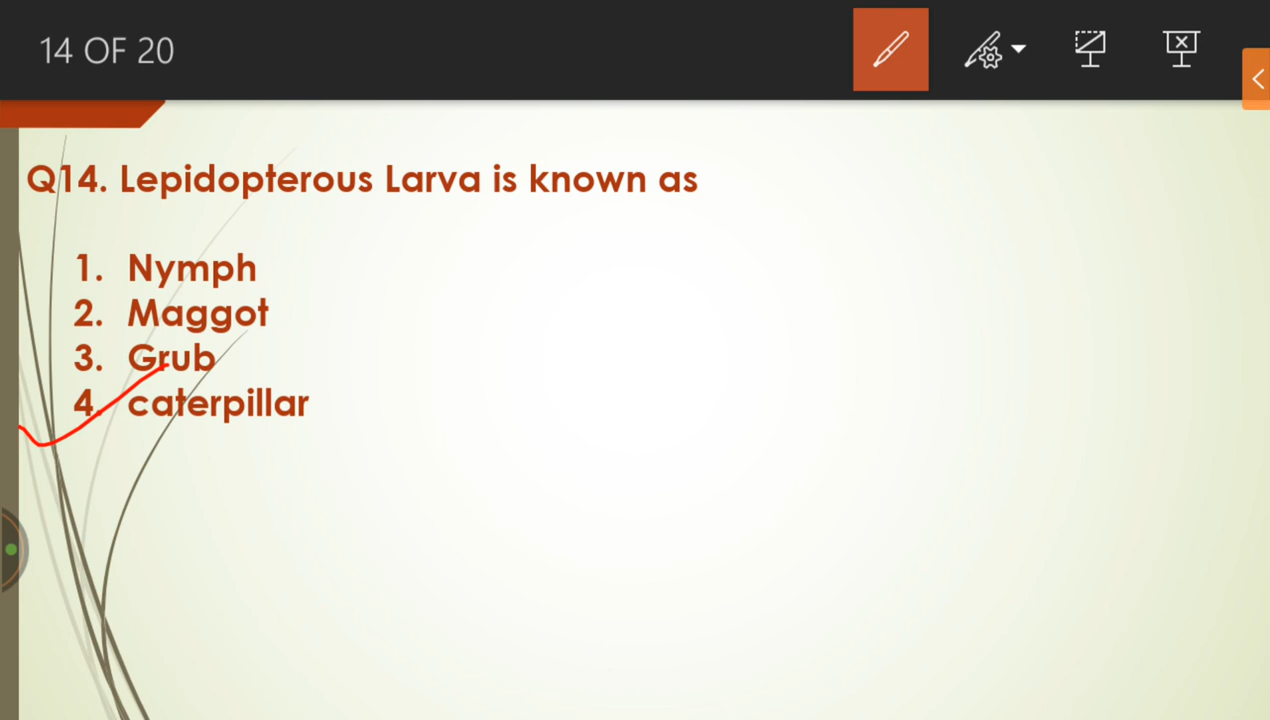 14 OF 20
Q14. Lepidopterous Larva is known as
1. Nymph
2. Maggot
3. Grub
4. caterpillar